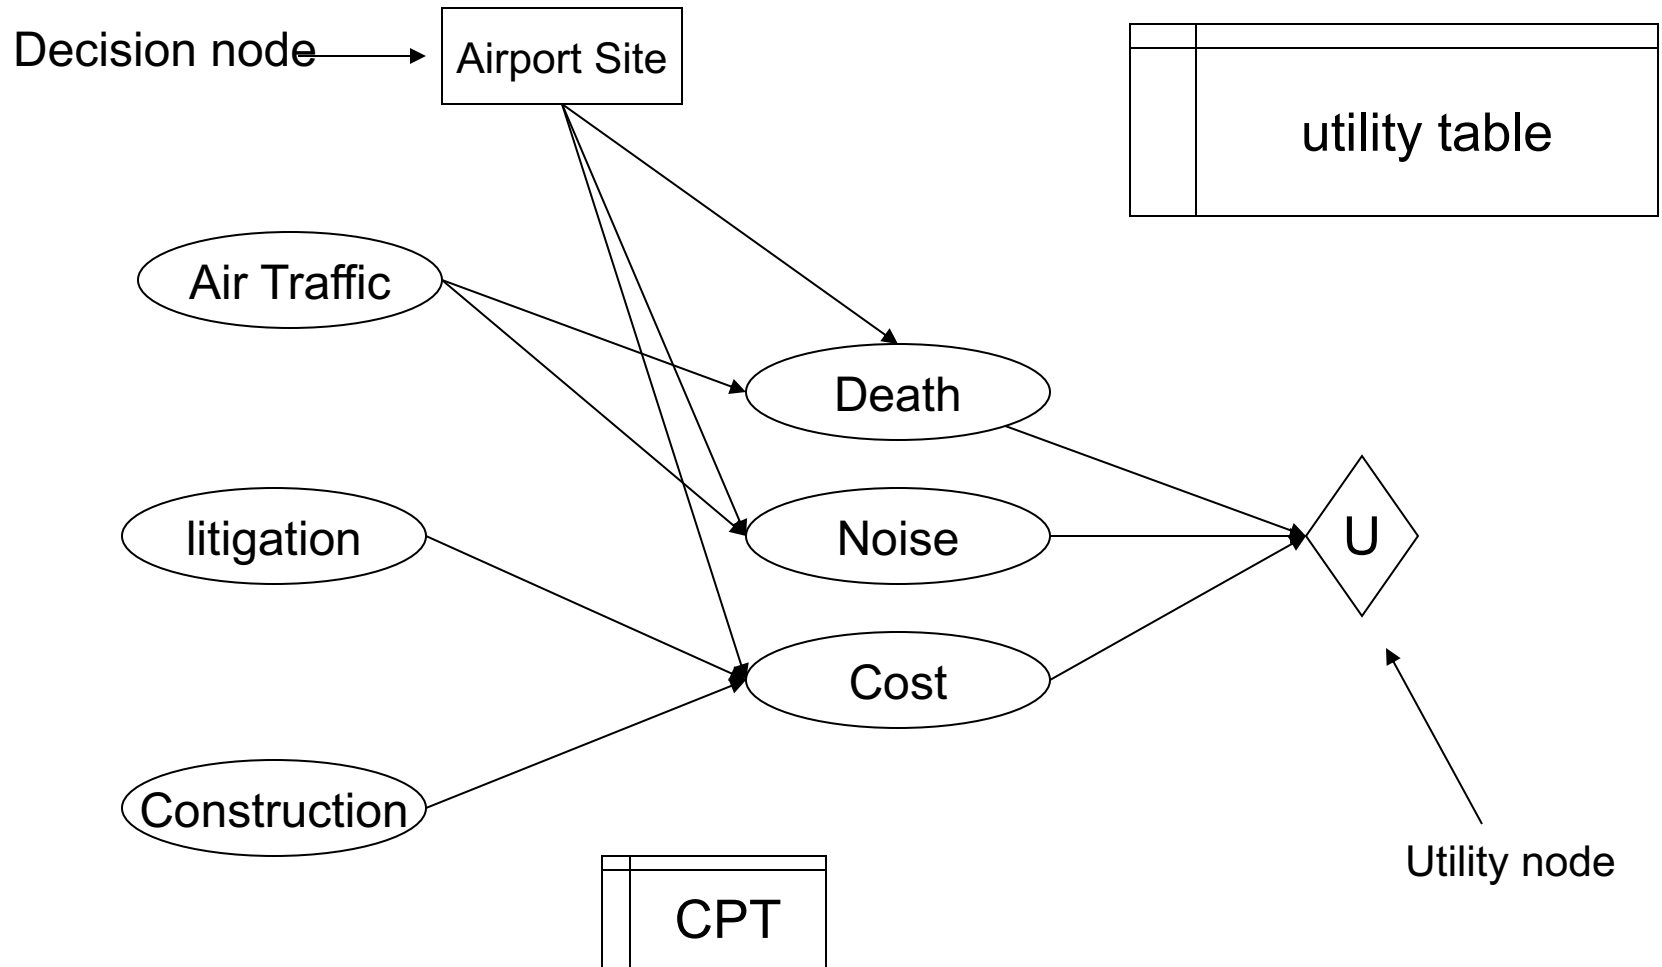 Decision node
Airport Site
utility table
Air Traffic
Death
litigation
Noise
U
Cost
Construction
Utility node
CPT